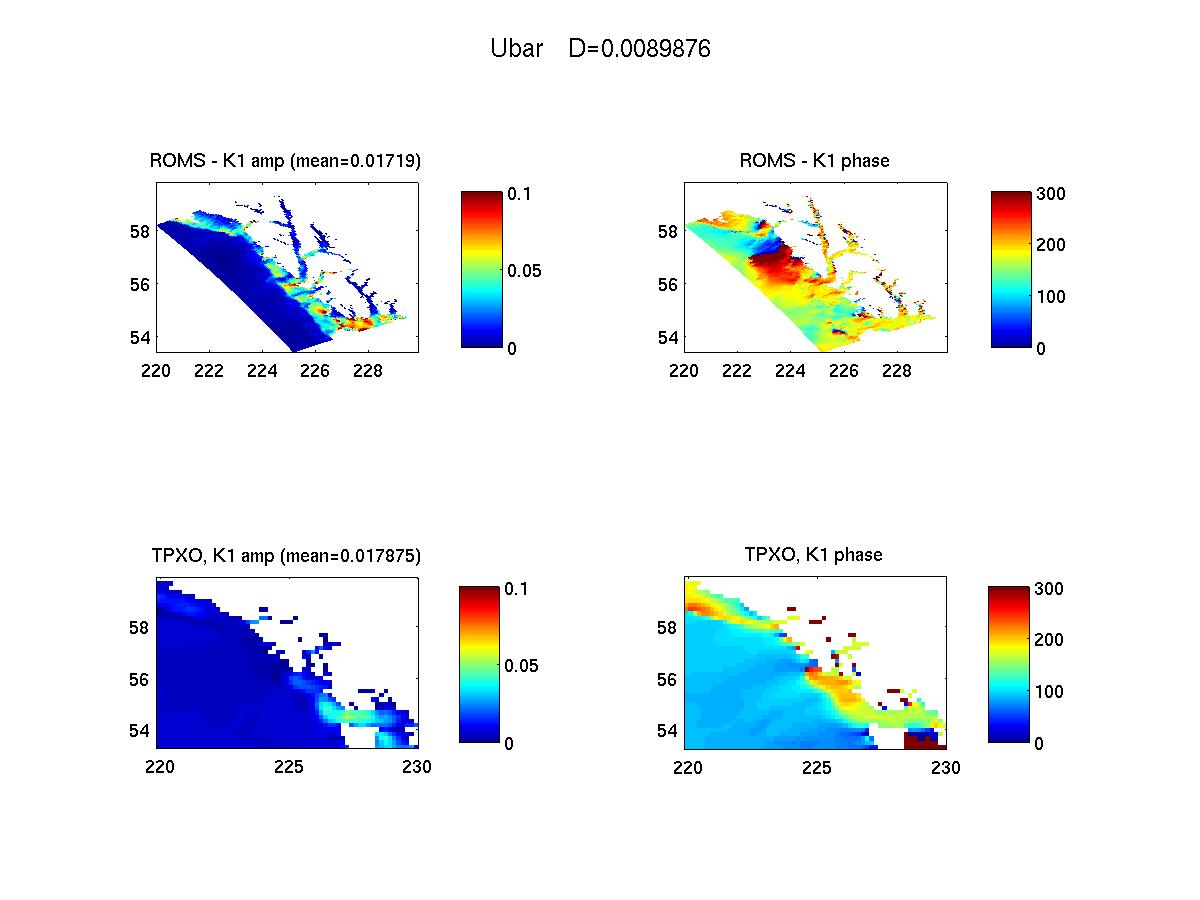 Ubar D=0.0089876
ROMS - K1 amp (mean=0.01719)
58
56
54
220 222 224 226 228
0.1
0.05
0
ROMS - K1 phase
58
56
54
220 222 224 226 228
300
200
100
0
TPXO, K1 amp (mean=0.017875)
58
56
54
220 225 230
0.1
0.05
0
TPXO, K1 phase
58
56
54
220 225 230
300
200
100
0